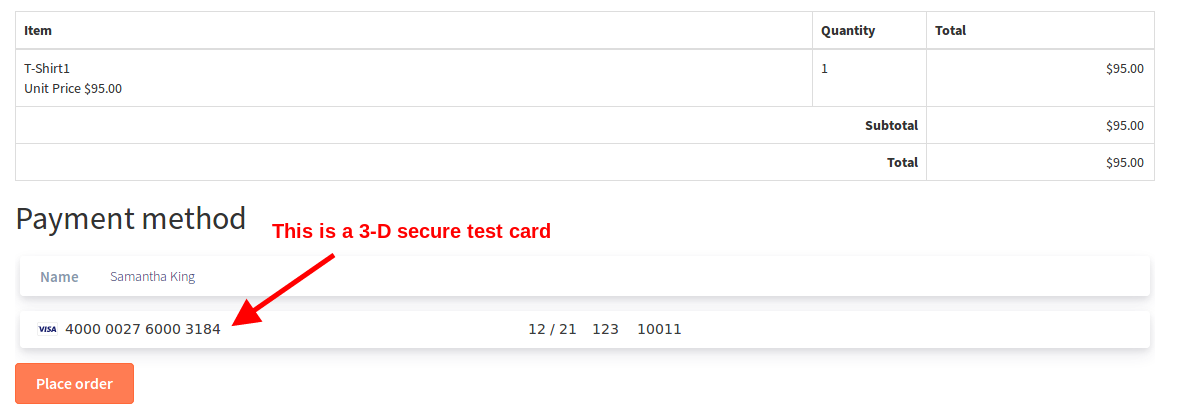 Item Quantity Total
T-Shirt1 1 $95.00
Unit Price $95.00
Subtotal $95.00
Total $95.00
Payment method
This is a 3-D secure test card
Name Samantha King
VISA 4000 0027 6000 3184 12 / 21 123 10011
Place order